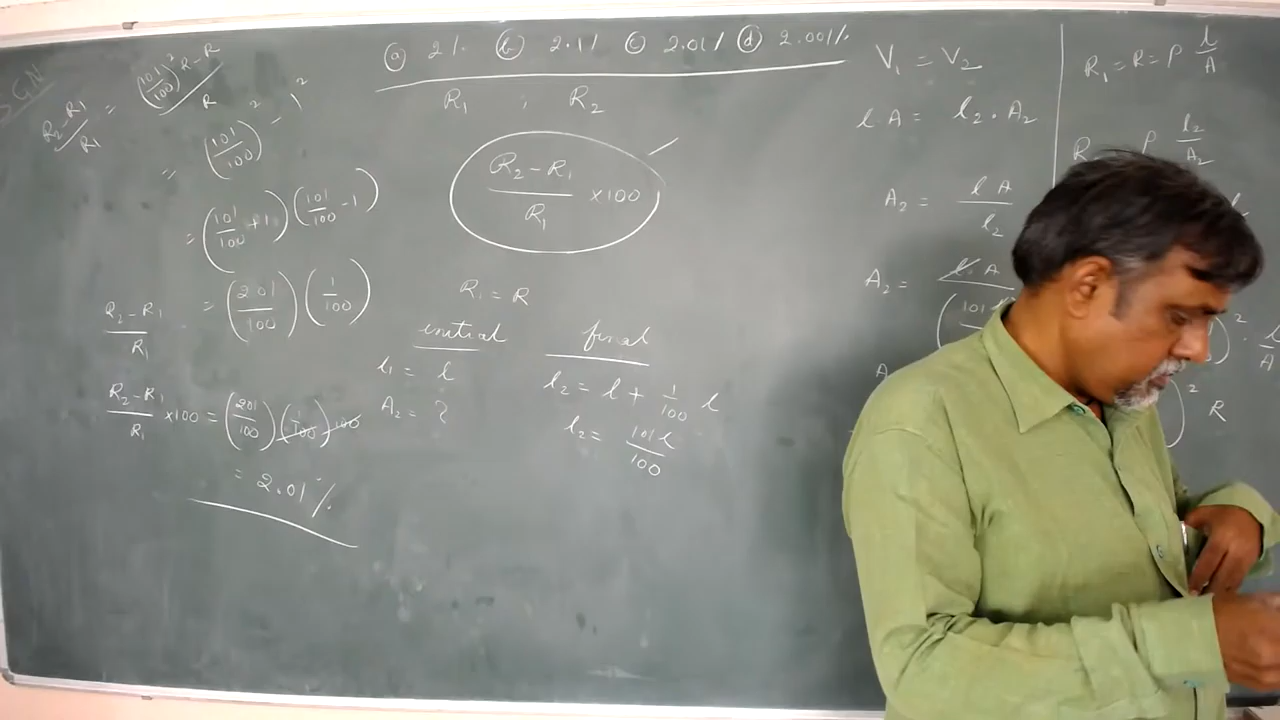 (a) 2% (b) 2.1% (c) 2.01% (d) 2.001%
R₁ , R₂
(R₂-R₁)/R₁ ×100
R₁ = R
initial final
l₁ = l l₂ = l + 1/100 l
A₂ = ? l₂ = 101l/100
(R₂-R₁)/R₁ = ((101/100)² R - R)/R
= (101/100)² - 1²
= (101/100 + 1)(101/100 - 1)
(R₂-R₁)/R₁ = (201/100)(1/100)
(R₂-R₁)/R₁ ×100 = (201/100)(1/100)100
= 2.01%
V₁ = V₂
l A = l₂ . A₂
A₂ = l A/l₂
A₂ = l. A
(101
A
R₁ = R = ρ l/A
R ρ l₂/A₂
)² . l/A
)² R